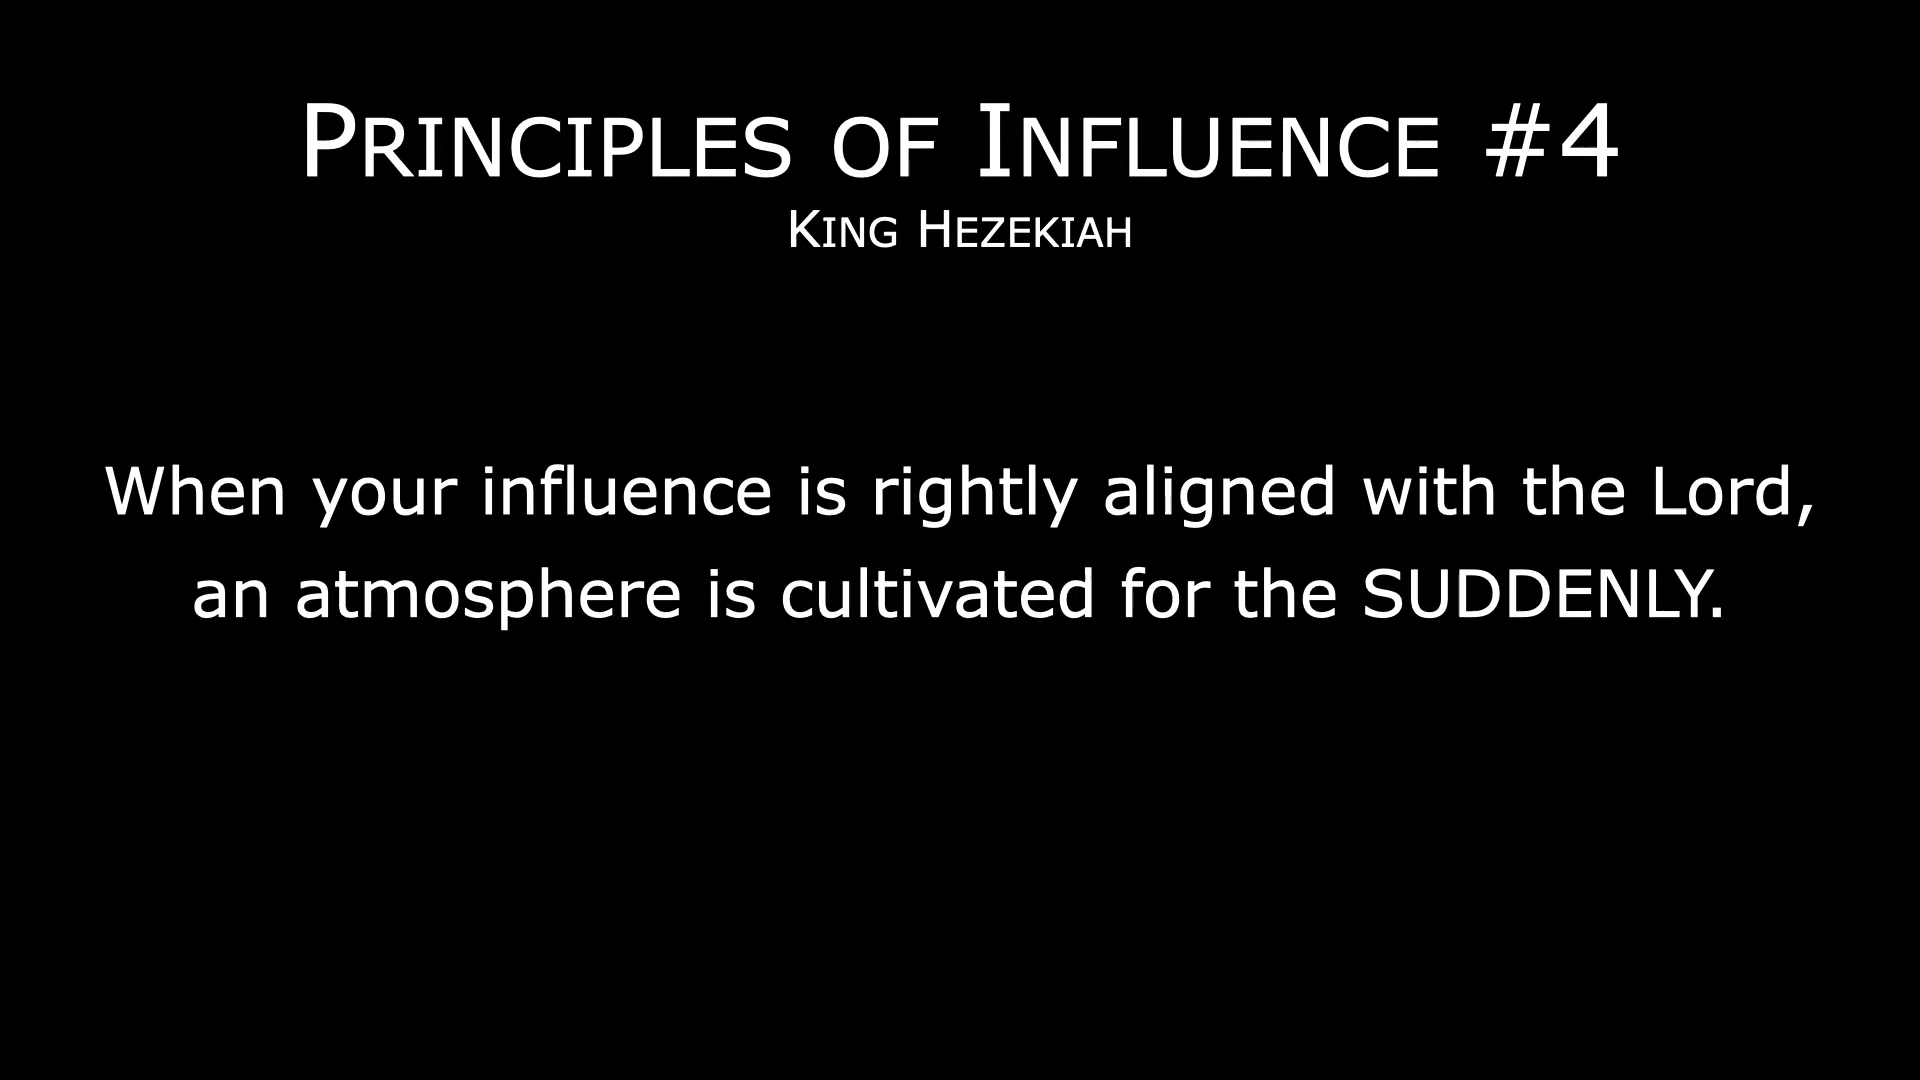 Principles of Influence #4
King Hezekiah
When your influence is rightly aligned with the Lord,
an atmosphere is cultivated for the SUDDENLY.